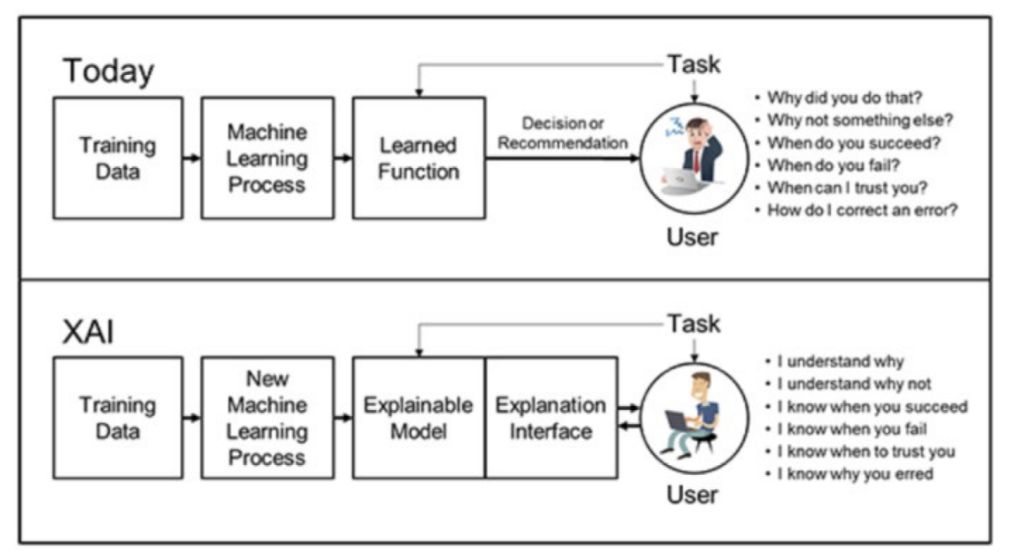 Today
Task
Training
Data
Machine
Learning
Process
Learned
Function
Decision or
Recommendation
User
• Why did you do that?
• Why not something else?
• When do you succeed?
• When do you fail?
• When can I trust you?
• How do I correct an error?
XAI
Task
Training
Data
New
Machine
Learning
Process
Explainable
Model
Explanation
Interface
User
• I understand why
• I understand why not
• I know when you succeed
• I know when you fail
• I know when to trust you
• I know why you erred